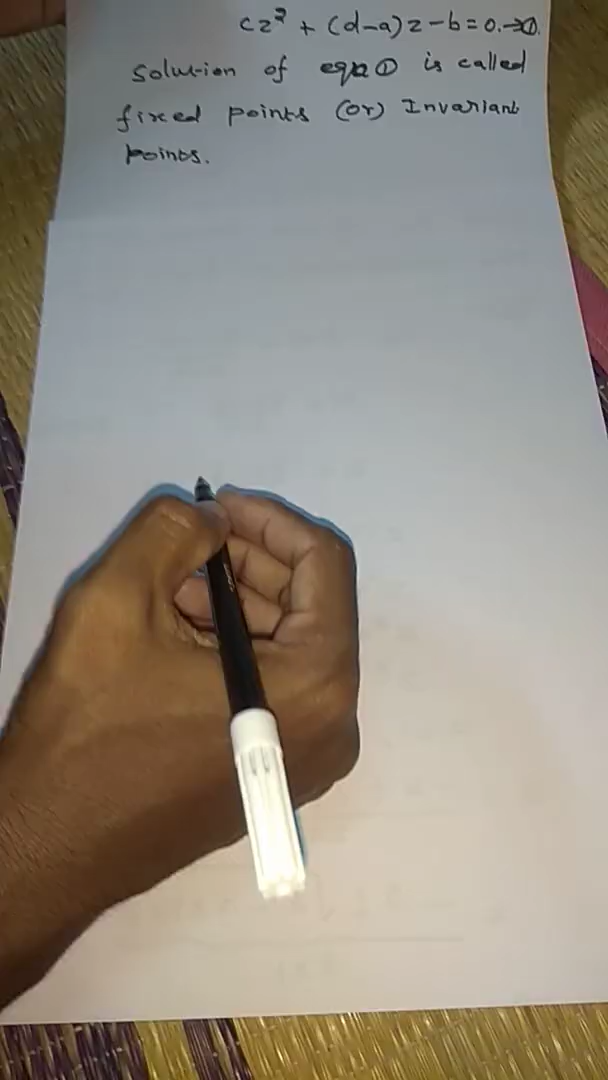 cz² + (d-a)z - b = 0. → ①.
Solution of eqn ① is called
fixed points (or) Invariant
Points.